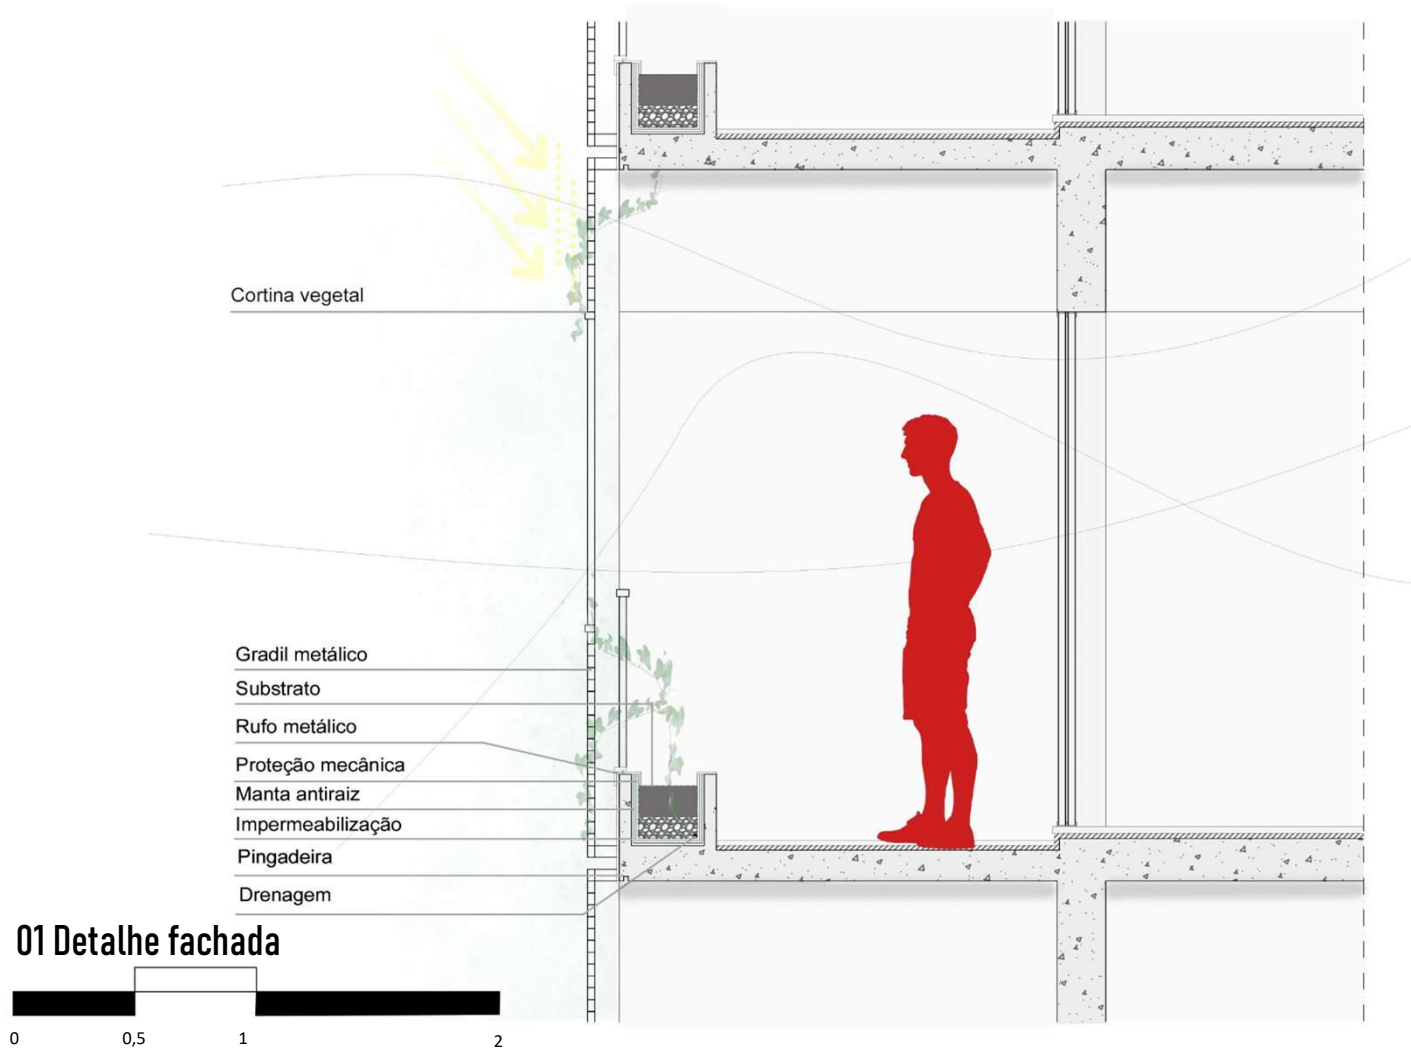 Cortina vegetal
Gradil metálico
Substrato
Rufo metálico
Proteção mecânica
Manta antiraiz
Impermeabilização
Pingadeira
Drenagem
01 Detalhe fachada
0 0,5 1 2